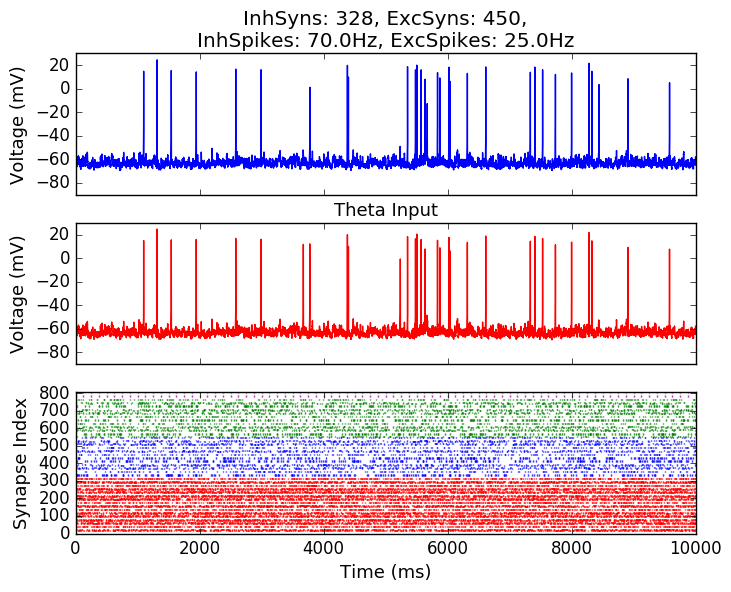 InhSyns: 328, ExcSyns: 450,
InhSpikes: 70.0Hz, ExcSpikes: 25.0Hz
Voltage (mV)
20
0
−20
−40
−60
−80
Theta Input
Voltage (mV)
20
0
−20
−40
−60
−80
Synapse Index
800
700
600
500
400
300
200
100
0
0 2000 4000 6000 8000 10000
Time (ms)